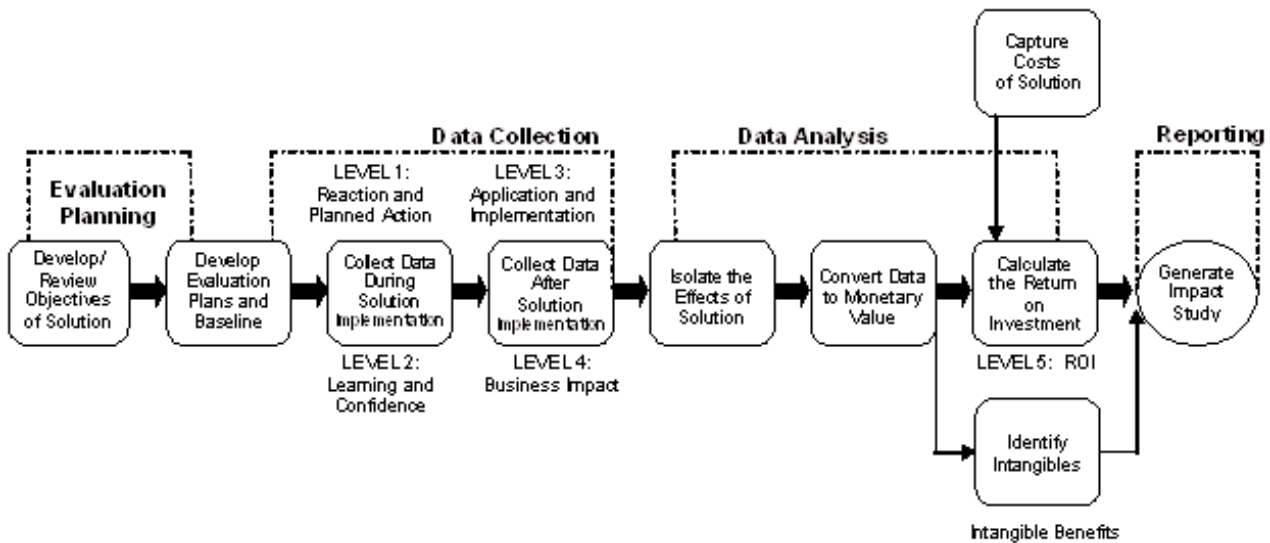 Capture
Costs
of Solution
Data Collection
Data Analysis
Reporting
Evaluation
Planning
LEVEL 1:
Reaction and
Planned Action
LEVEL 3:
Application and
Implementation
Develop/
Review
Objectives
of Solution
Develop
Evaluation
Plans and
Baseline
Collect Data
During
Solution
Implementation
Collect Data
After
Solution
Implementation
Isolate the
Effects of
Solution
Convert Data
to Monetary
Value
Calculate
the Return
on
Investment
Generate
Impact
Study
LEVEL 2:
Learning and
Confidence
LEVEL 4:
Business Impact
LEVEL 5: ROI
Identify
Intangibles
Intangible Benefits